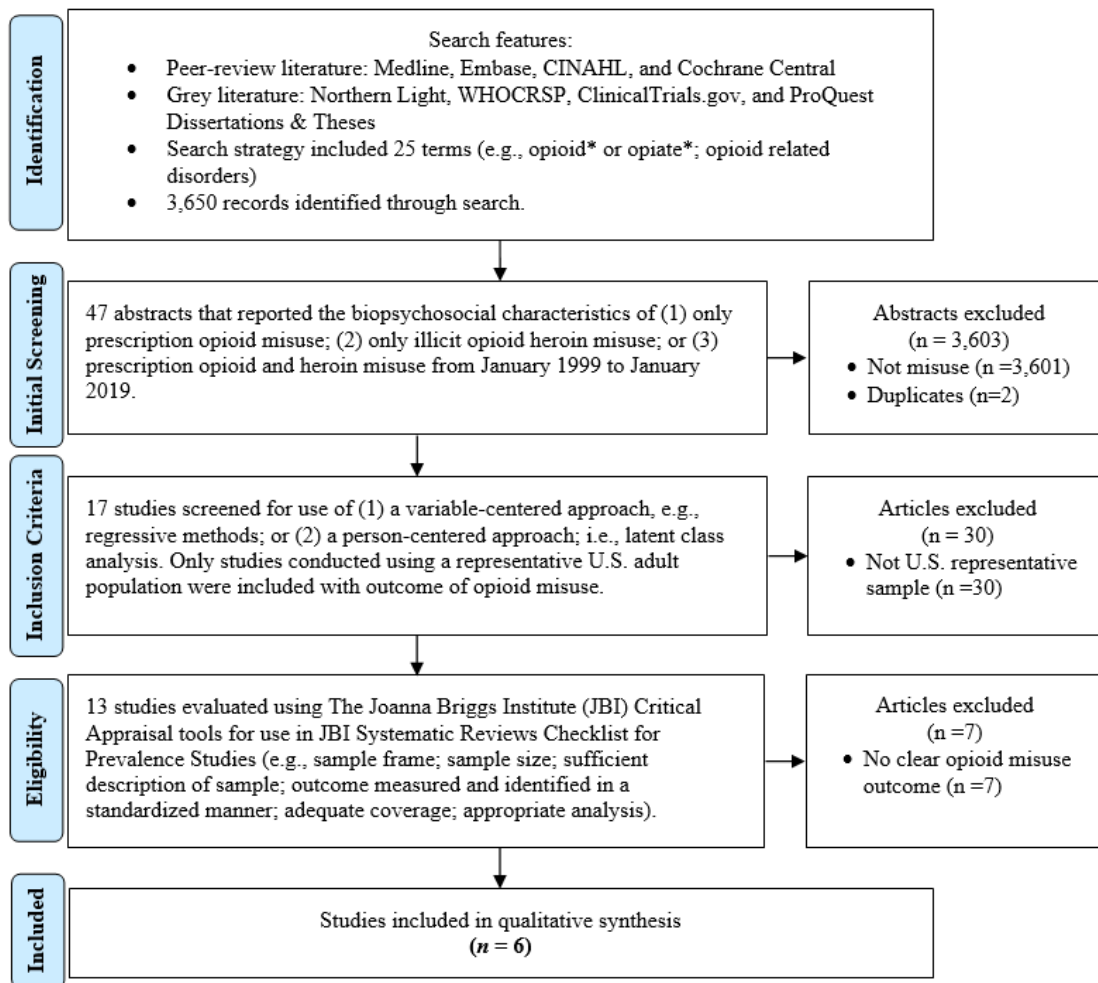 Identification
Search features:
• Peer-review literature: Medline, Embase, CINAHL, and Cochrane Central
• Grey literature: Northern Light, WHOCRSP, ClinicalTrials.gov, and ProQuest
Dissertations & Theses
• Search strategy included 25 terms (e.g., opioid* or opiate*; opioid related
disorders)
• 3,650 records identified through search.
Initial Screening
47 abstracts that reported the biopsychosocial characteristics of (1) only
prescription opioid misuse; (2) only illicit opioid heroin misuse; or (3)
prescription opioid and heroin misuse from January 1999 to January
2019.
Abstracts excluded
(n = 3,603)
• Not misuse (n =3,601)
• Duplicates (n=2)
Inclusion Criteria
17 studies screened for use of (1) a variable-centered approach, e.g.,
regressive methods; or (2) a person-centered approach; i.e., latent class
analysis. Only studies conducted using a representative U.S. adult
population were included with outcome of opioid misuse.
Articles excluded
(n = 30)
• Not U.S. representative
sample (n =30)
Eligibility
13 studies evaluated using The Joanna Briggs Institute (JBI) Critical
Appraisal tools for use in JBI Systematic Reviews Checklist for
Prevalence Studies (e.g., sample frame; sample size; sufficient
description of sample; outcome measured and identified in a
standardized manner; adequate coverage; appropriate analysis).
Articles excluded
(n =7)
• No clear opioid misuse
outcome (n =7)
Included
Studies included in qualitative synthesis
(n = 6)